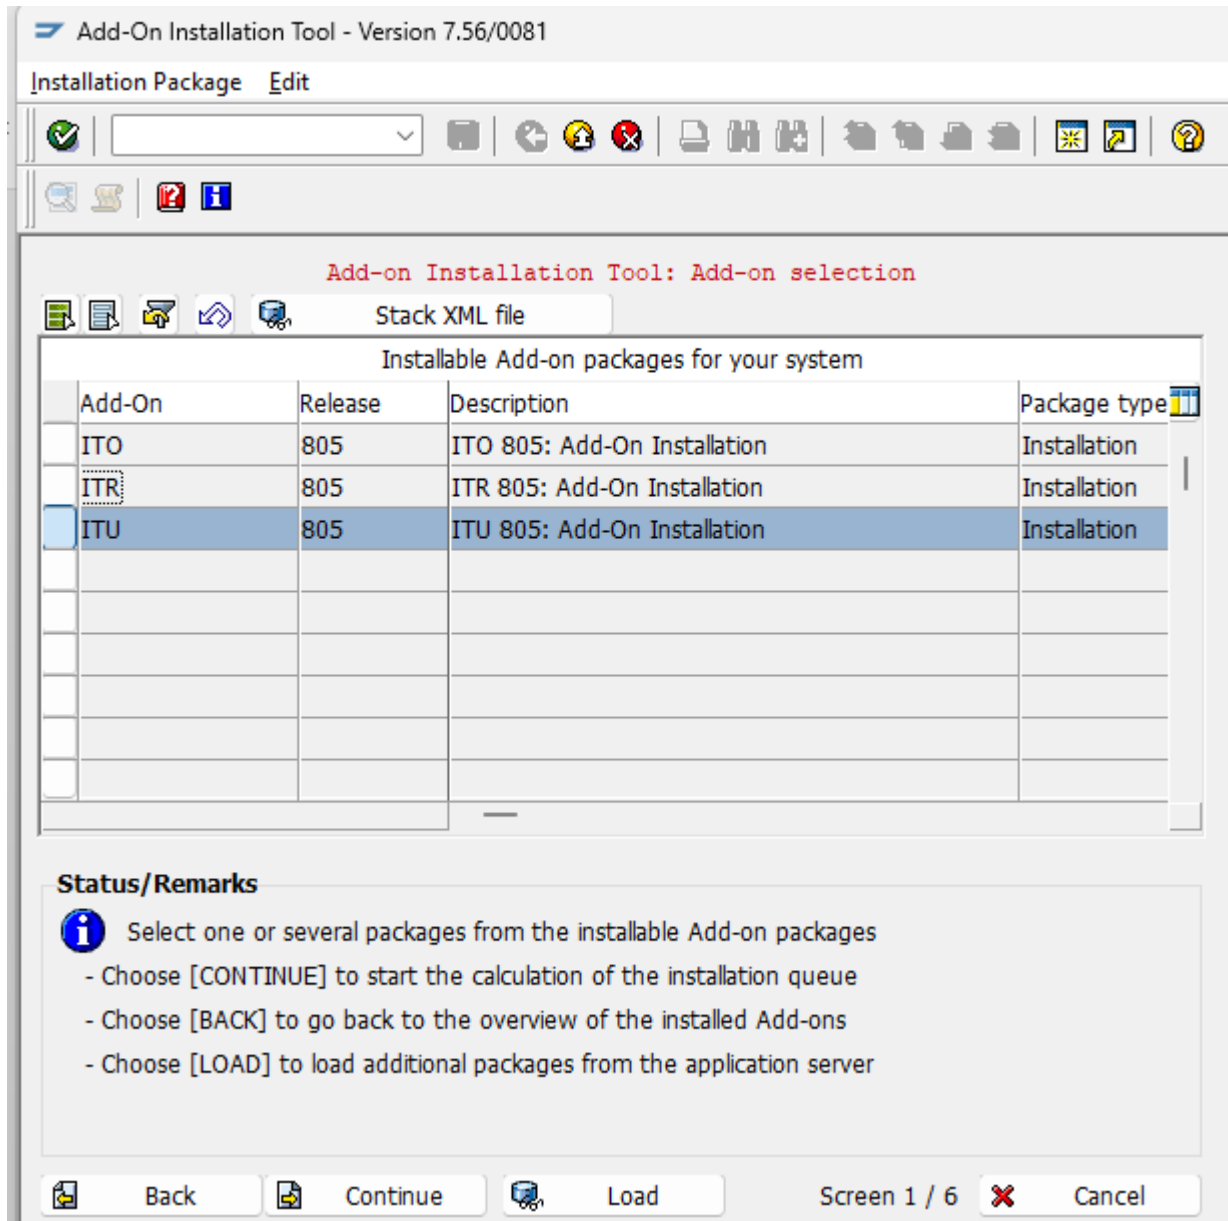 Add-On Installation Tool - Version 7.56/0081
Installation Package Edit
Add-on Installation Tool: Add-on selection
Stack XML file
Installable Add-on packages for your system
Add-On Release Description Package type
ITO 805 ITO 805: Add-On Installation Installation
ITR 805 ITR 805: Add-On Installation Installation
ITU 805 ITU 805: Add-On Installation Installation
Status/Remarks
Select one or several packages from the installable Add-on packages
- Choose [CONTINUE] to start the calculation of the installation queue
- Choose [BACK] to go back to the overview of the installed Add-ons
- Choose [LOAD] to load additional packages from the application server
Back Continue Load Screen 1 / 6 Cancel